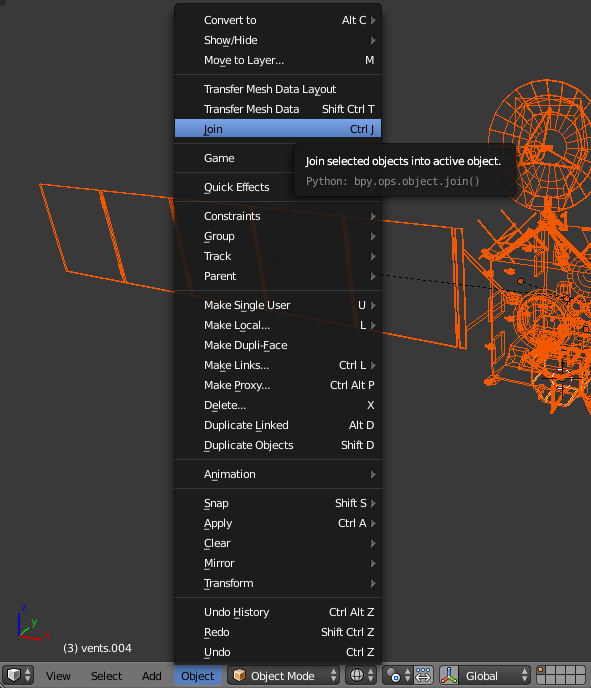 Convert to Alt C
Show/Hide
Move to Layer... M
Transfer Mesh Data Layout
Transfer Mesh Data Shift Ctrl T
Join Ctrl J
Join selected objects into active object.
Python: bpy.ops.object.join()
Game
Quick Effects
Constraints
Group
Track
Parent
Make Single User U
Make Local... L
Make Dupli-Face
Make Links... Ctrl L
Make Proxy... Ctrl Alt P
Delete... X
Duplicate Linked Alt D
Duplicate Objects Shift D
Animation
Snap Shift S
Apply Ctrl A
Clear
Mirror
Transform
Undo History Ctrl Alt Z
Redo Shift Ctrl Z
Undo Ctrl Z
z
y
x
(3) vents.004
View Select Add Object Object Mode Global